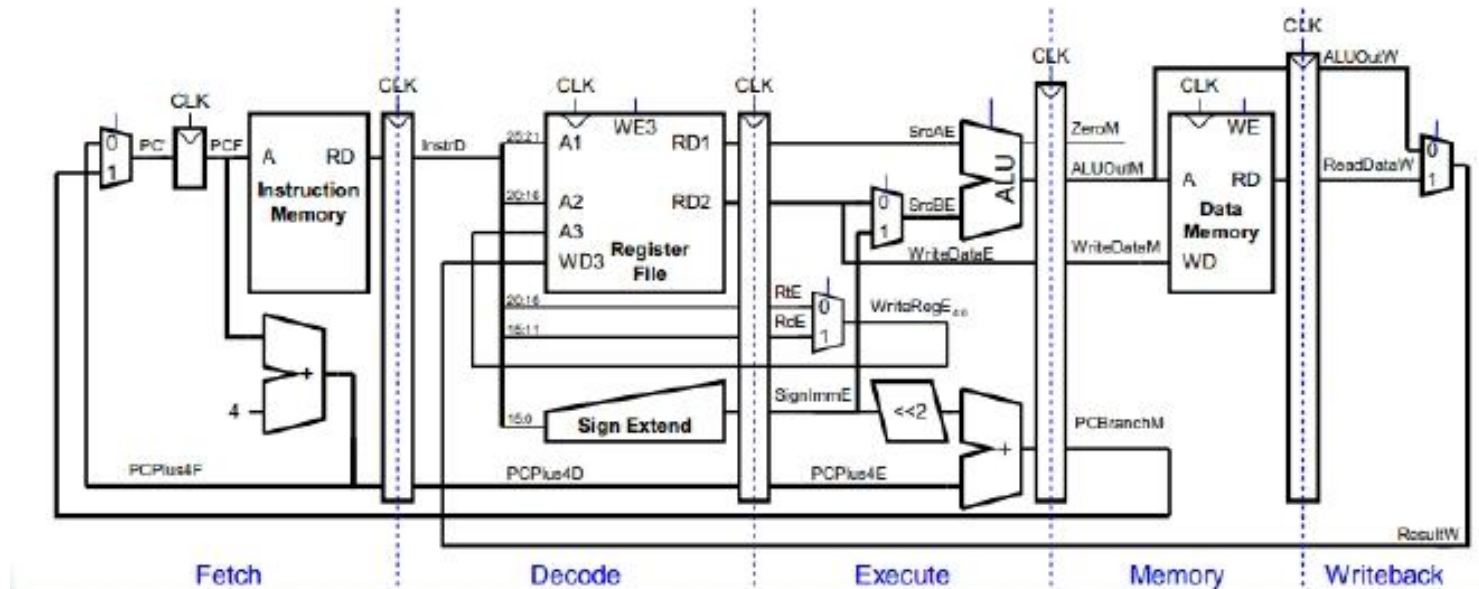 CLK
CLK
ALUOutW
CLK
CLK
CLK
CLK
CLK
CLK
0
1
PC'
PCF
A RD
Instruction
Memory
InstrD
25:21
A1
WE3
RD1
SrcAE
ALU
ZeroM
WE
0
1
ReadDataW
20:16
A2
RD2
0
1
SrcBE
ALUOutM
A RD
Data
Memory
A3
WD3
Register
File
WriteDataE
WriteDataM
WD
20:16
RtE
0
WriteRegE4:0
15:11
RdE
1
+
4
15:0
Sign Extend
SignImmE
<<2
+
PCBranchM
PCPlus4F
PCPlus4D
PCPlus4E
ResultW
Fetch
Decode
Execute
Memory
Writeback